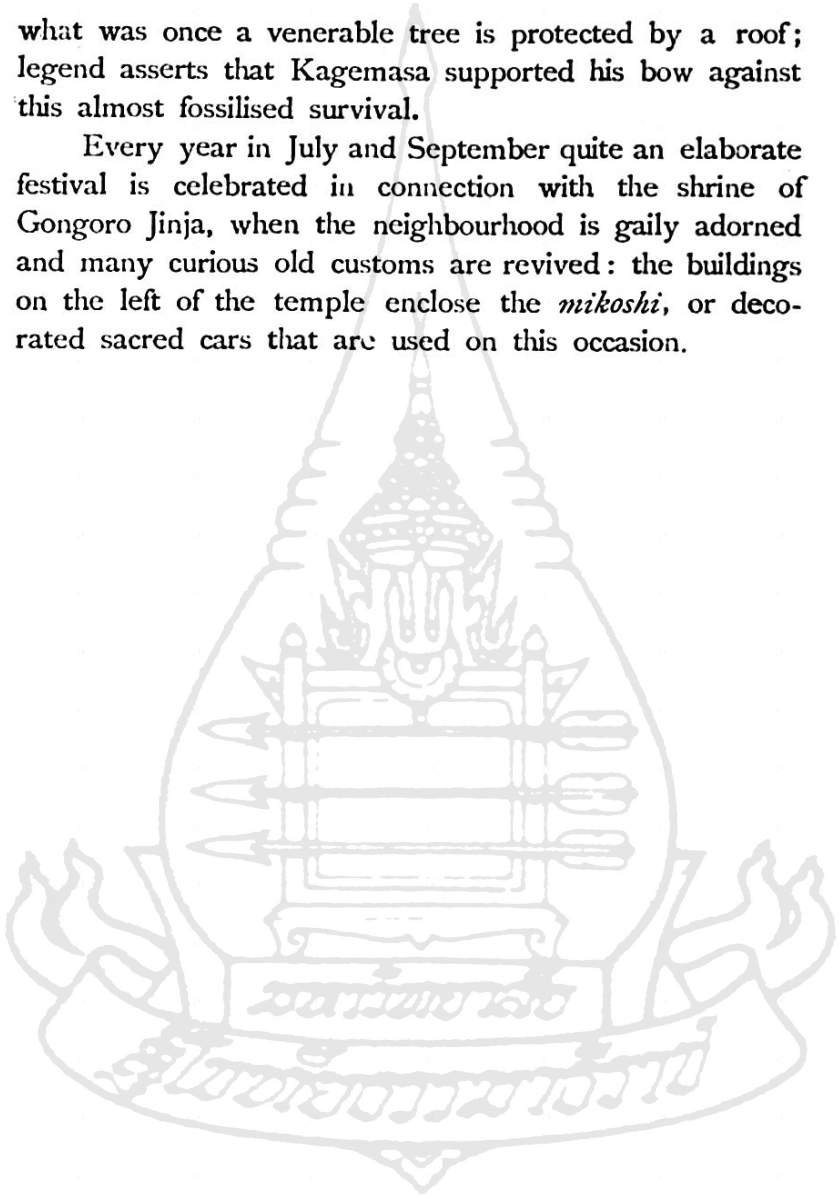 what was once a venerable tree is protected by a roof;
legend asserts that Kagemasa supported his bow against
this almost fossilised survival.
Every year in July and September quite an elaborate
festival is celebrated in connection with the shrine of
Gongoro Jinja, when the neighbourhood is gaily adorned
and many curious old customs are revived: the buildings
on the left of the temple enclose the mikoshi, or deco-
rated sacred cars that are used on this occasion.